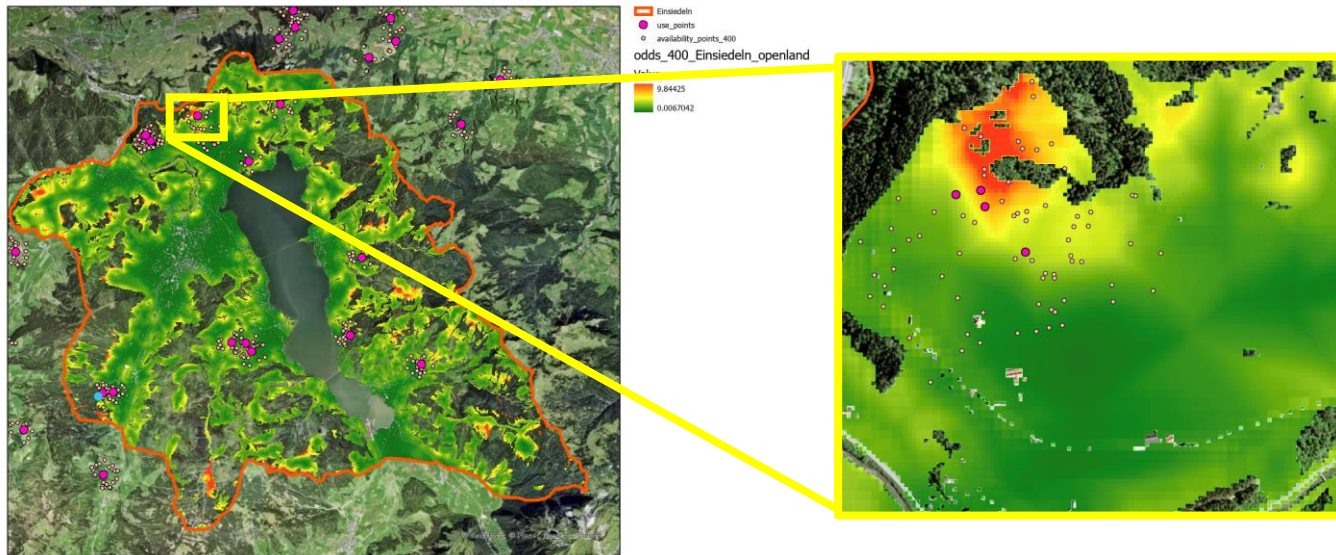 Einsiedeln
use_points
availability_points_400
odds_400_Einsiedeln_openland
9.84425
0.0067042